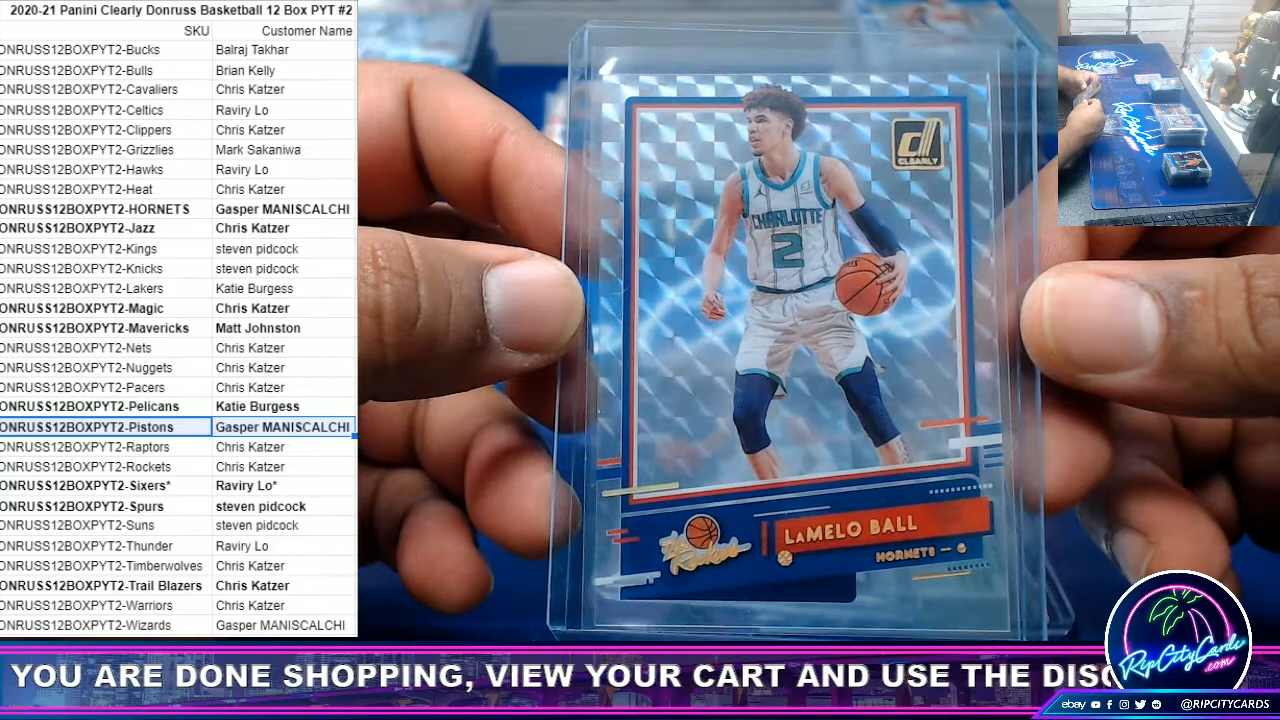 2020-21 Panini Clearly Donruss Basketball 12 Box PYT #2
SKU Customer Name
ONRUSS12BOXPYT2-Bucks Balraj Takhar
ONRUSS12BOXPYT2-Bulls Brian Kelly
ONRUSS12BOXPYT2-Cavaliers Chris Katzer
ONRUSS12BOXPYT2-Celtics Raviry Lo
ONRUSS12BOXPYT2-Clippers Chris Katzer
ONRUSS12BOXPYT2-Grizzlies Mark Sakaniwa
ONRUSS12BOXPYT2-Hawks Raviry Lo
ONRUSS12BOXPYT2-Heat Chris Katzer
ONRUSS12BOXPYT2-HORNETS Gasper MANISCALCHI
ONRUSS12BOXPYT2-Jazz Chris Katzer
ONRUSS12BOXPYT2-Kings steven pidcock
ONRUSS12BOXPYT2-Knicks steven pidcock
ONRUSS12BOXPYT2-Lakers Katie Burgess
ONRUSS12BOXPYT2-Magic Chris Katzer
ONRUSS12BOXPYT2-Mavericks Matt Johnston
ONRUSS12BOXPYT2-Nets Chris Katzer
ONRUSS12BOXPYT2-Nuggets Chris Katzer
ONRUSS12BOXPYT2-Pacers Chris Katzer
ONRUSS12BOXPYT2-Pelicans Katie Burgess
ONRUSS12BOXPYT2-Pistons Gasper MANISCALCHI
ONRUSS12BOXPYT2-Raptors Chris Katzer
ONRUSS12BOXPYT2-Rockets Chris Katzer
ONRUSS12BOXPYT2-Sixers* Raviry Lo*
ONRUSS12BOXPYT2-Spurs steven pidcock
ONRUSS12BOXPYT2-Suns steven pidcock
ONRUSS12BOXPYT2-Thunder Raviry Lo
ONRUSS12BOXPYT2-Timberwolves Chris Katzer
ONRUSS12BOXPYT2-Trail Blazers Chris Katzer
ONRUSS12BOXPYT2-Warriors Chris Katzer
ONRUSS12BOXPYT2-Wizards Gasper MANISCALCHI
d
CLEARLY
CHARLOTTE
2
The Rookies
LAMELO BALL
HORNETS — G
YOU ARE DONE SHOPPING, VIEW YOUR CART AND USE THE DISC
RipCityCards
.com
ebay @RIPCITYCARDS